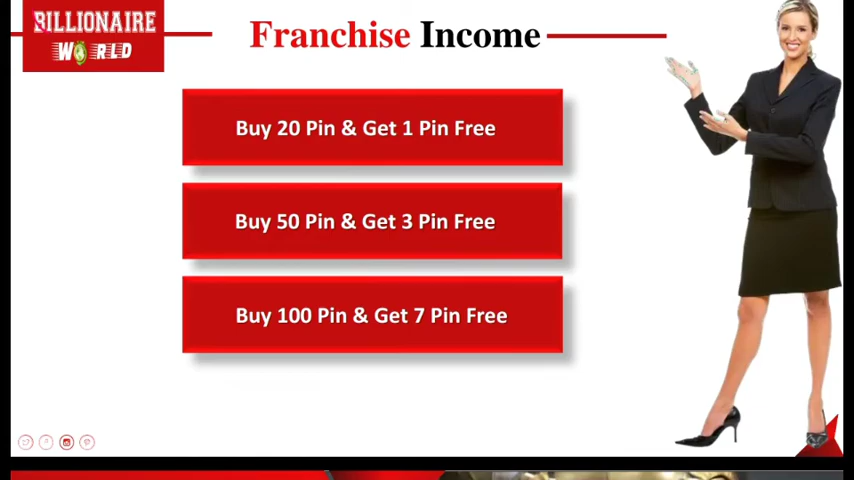 BILLIONAIRE
WORLD
Franchise Income
Buy 20 Pin & Get 1 Pin Free
Buy 50 Pin & Get 3 Pin Free
Buy 100 Pin & Get 7 Pin Free